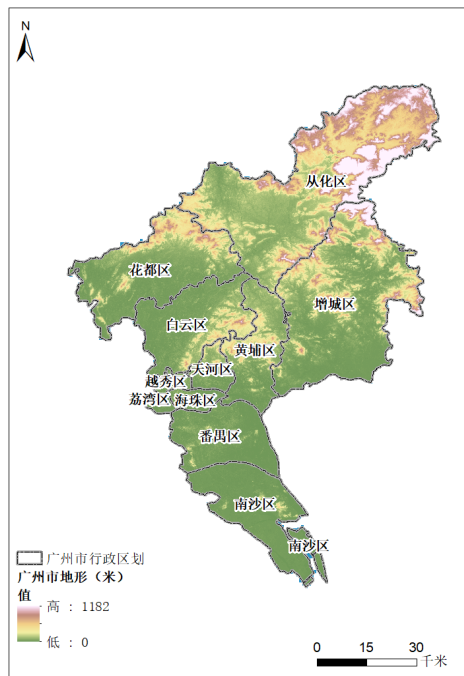 N
从化区
花都区
增城区
白云区
黄埔区
天河区
越秀区
荔湾区
海珠区
番禺区
南沙区
南沙区
广州市行政区划
广州市地形（米）
值
高 : 1182
低 : 0
0 15 30
千米